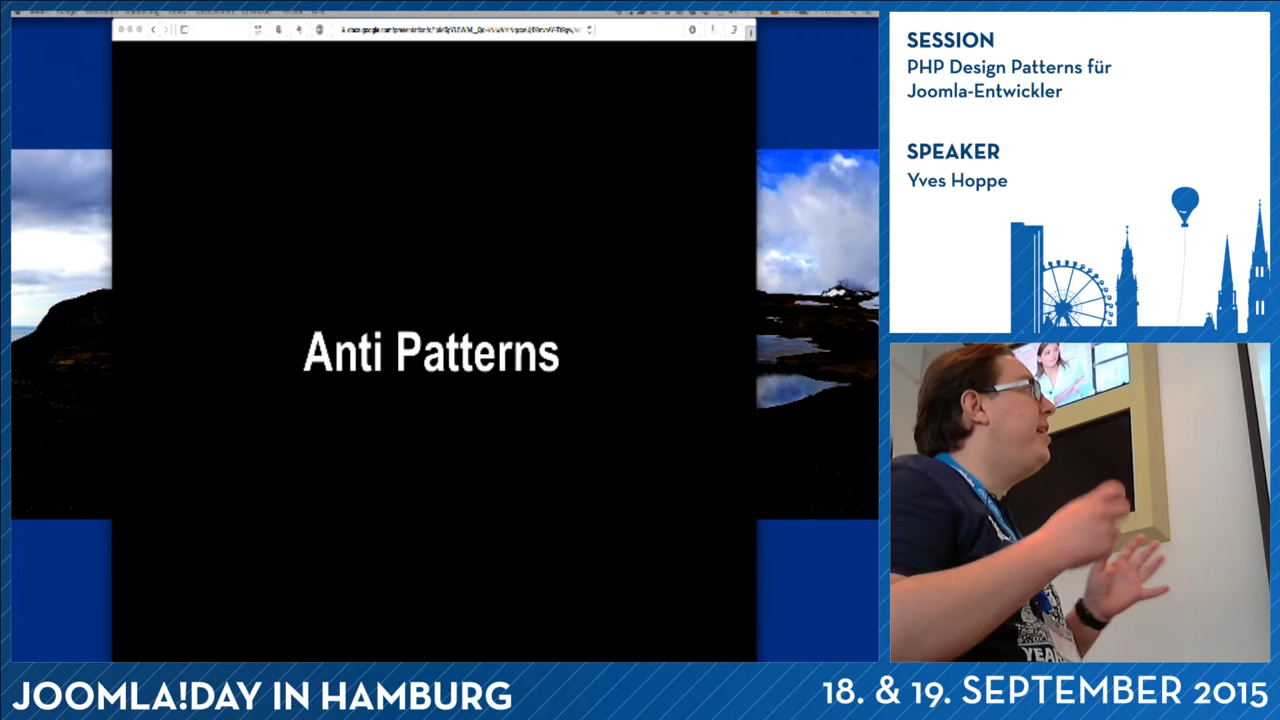 Anti Patterns
SESSION
PHP Design Patterns für
Joomla-Entwickler
SPEAKER
Yves Hoppe
YEAH
JOOMLA!DAY IN HAMBURG
18. & 19. SEPTEMBER 2015